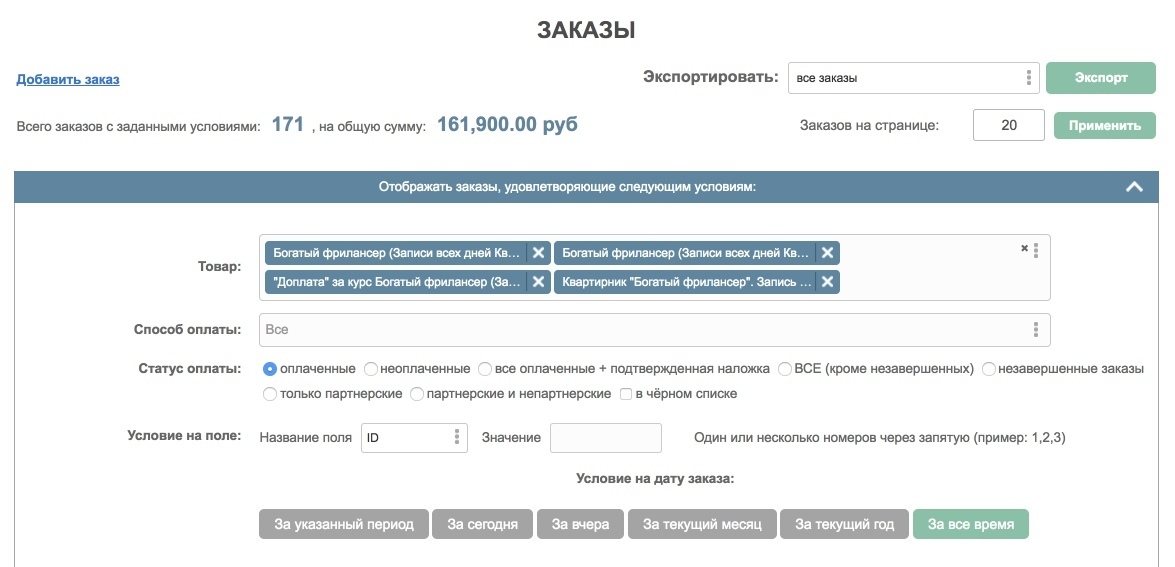 ЗАКАЗЫ
Добавить заказ
Экспортировать: все заказы Экспорт
Всего заказов с заданными условиями: 171 , на общую сумму: 161,900.00 руб
Заказов на странице: 20 Применить
Отображать заказы, удовлетворяющие следующим условиям:
Товар:
Богатый фрилансер (Записи всех дней Кв... Богатый фрилансер (Записи всех дней Кв...
"Доплата" за курс Богатый фрилансер (За... Квартирник "Богатый фрилансер". Запись ...
Способ оплаты: Все
Статус оплаты: оплаченные неоплаченные все оплаченные + подтвержденная наложка ВСЕ (кроме незавершенных) незавершенные заказы
только партнерские партнерские и непартнерские в чёрном списке
Условие на поле: Название поля ID Значение Один или несколько номеров через запятую (пример: 1,2,3)
Условие на дату заказа:
За указанный период За сегодня За вчера За текущий месяц За текущий год За все время